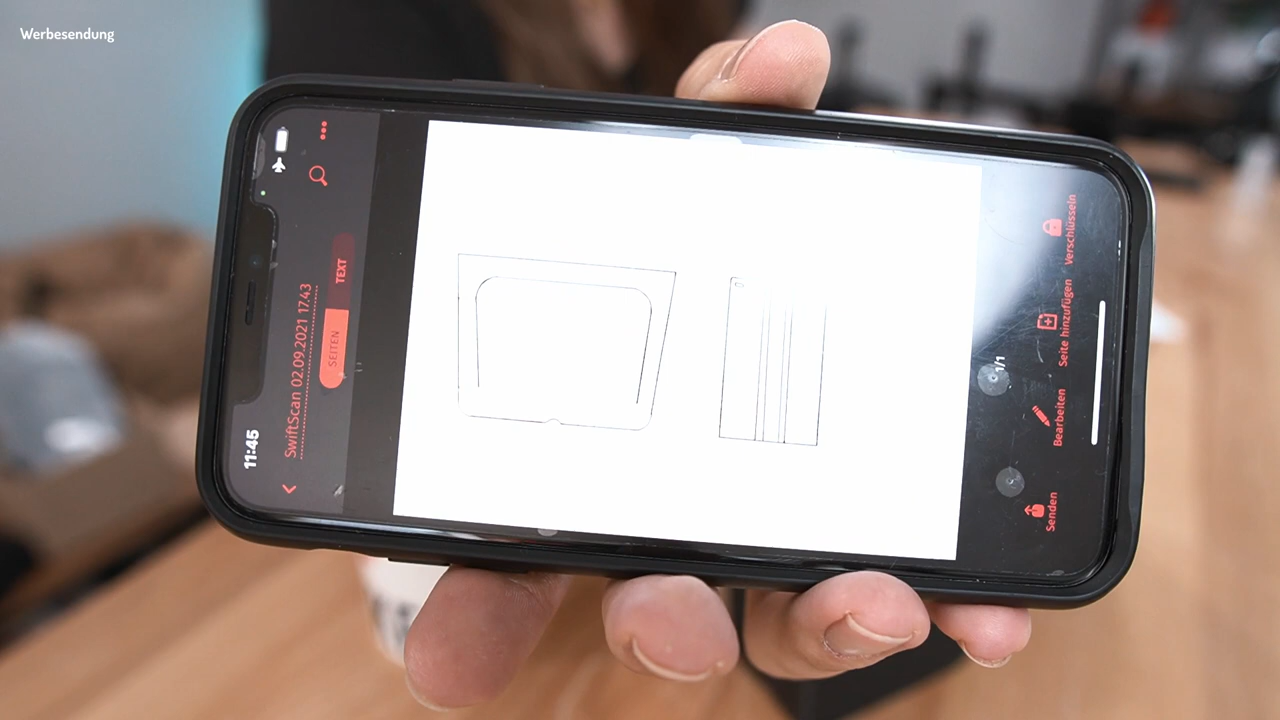 Werbesendung
11:45
SwiftScan 02.09.2021 17.43
SEITEN
TEXT
1/1
Senden
Bearbeiten
Seite hinzufügen
Verschlüsseln